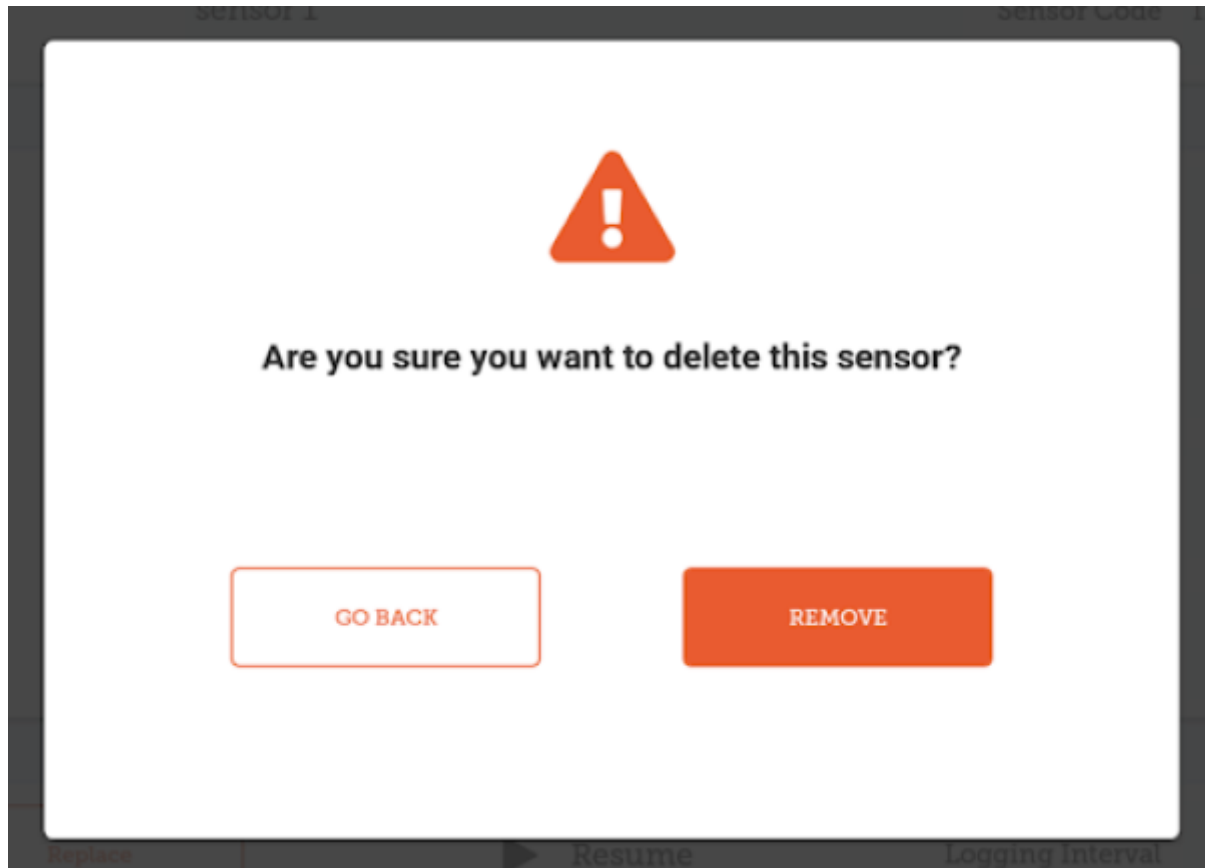 sensor 1 Sensor Code
Are you sure you want to delete this sensor?
GO BACK REMOVE
Replace Resume Logging Interval